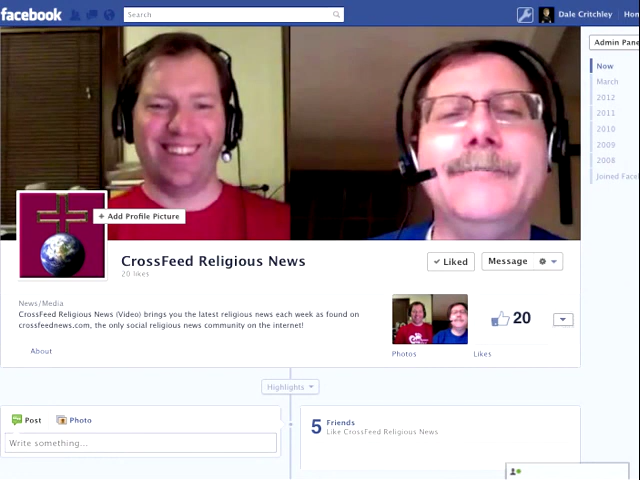 facebook
Search
Dale Critchley
Hon
Admin Pane
Now
March
2012
2011
2010
2009
2008
Joined Faceb
+ Add Profile Picture
CrossFeed Religious News
20 likes
✓ Liked
Message
News/Media
CrossFeed Religious News (Video) brings you the latest religious news each week as found on
crossfeednews.com, the only social religious news community on the internet!
About
Photos
20
Likes
Highlights
Post
Photo
Write something...
5
Friends
Like CrossFeed Religious News